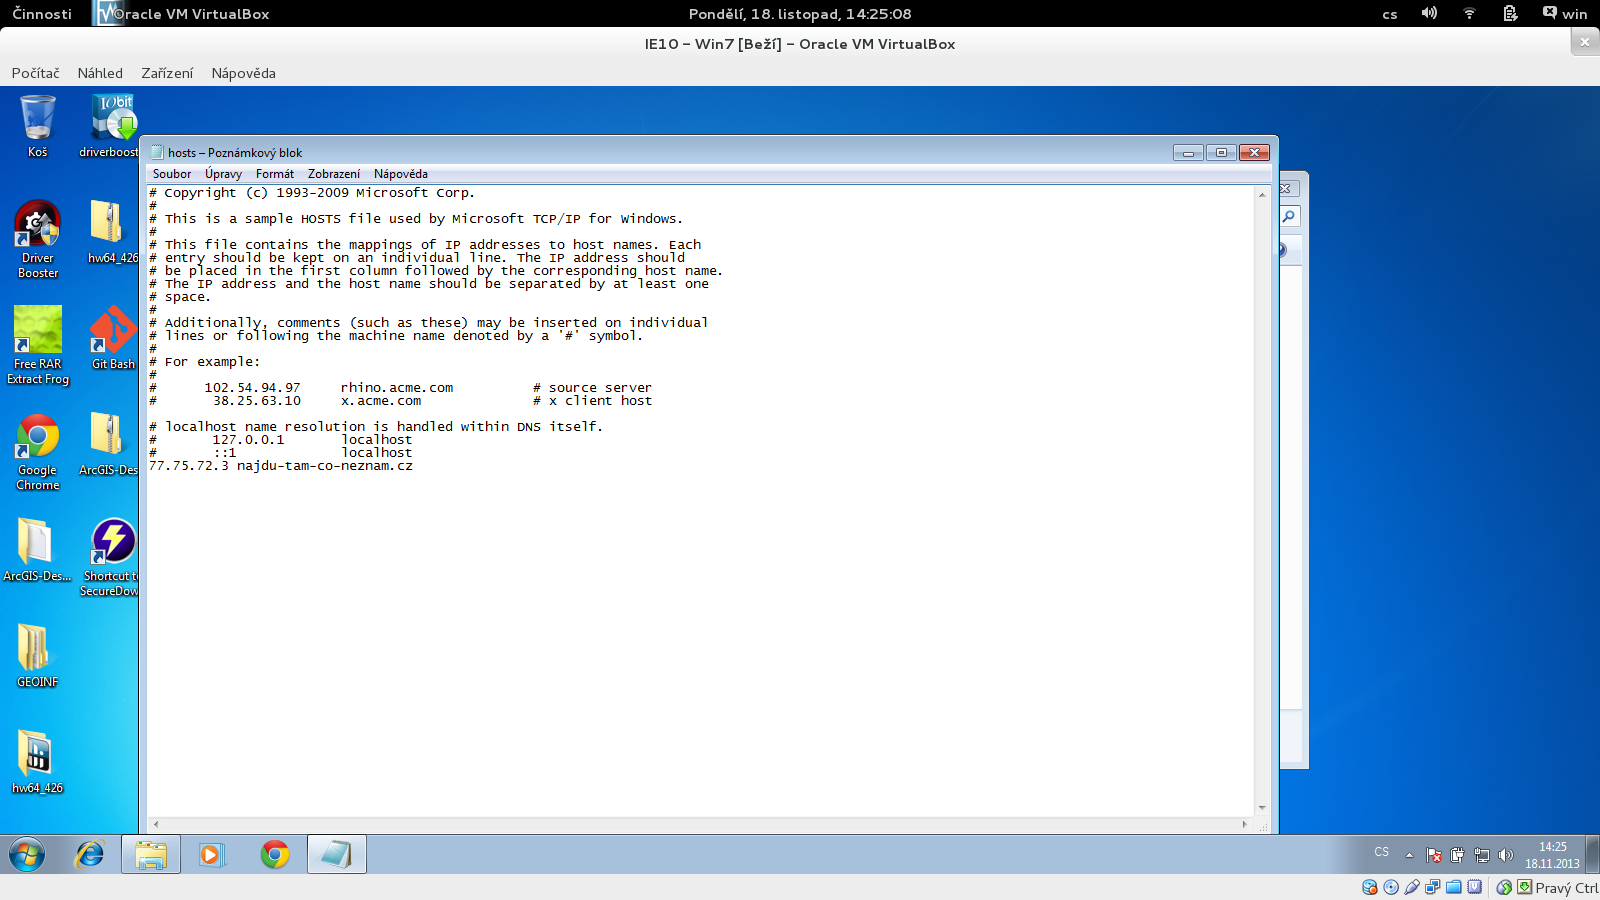 Činnosti
Oracle VM VirtualBox
Pondělí, 18. listopad, 14:25:08
cs
win
IE10 – Win7 [Beží] – Oracle VM VirtualBox
Počítač Náhled Zařízení Nápověda
Koš
driverboost
Driver
Booster
hw64_426
Free RAR
Extract Frog
Git Bash
Google
Chrome
ArcGIS-Des
ArcGIS-Des...
Shortcut t
SecureDow
GEOINF
hw64_426
hosts – Poznámkový blok
Soubor Úpravy Formát Zobrazení Nápověda
# Copyright (c) 1993-2009 Microsoft Corp.
#
# This is a sample HOSTS file used by Microsoft TCP/IP for Windows.
#
# This file contains the mappings of IP addresses to host names. Each
# entry should be kept on an individual line. The IP address should
# be placed in the first column followed by the corresponding host name.
# The IP address and the host name should be separated by at least one
# space.
#
# Additionally, comments (such as these) may be inserted on individual
# lines or following the machine name denoted by a '#' symbol.
#
# For example:
#
#      102.54.94.97     rhino.acme.com          # source server
#       38.25.63.10     x.acme.com              # x client host

# localhost name resolution is handled within DNS itself.
#       127.0.0.1       localhost
#       ::1             localhost
77.75.72.3 najdu-tam-co-neznam.cz
CS
14:25
18.11.2013
Pravý Ctrl